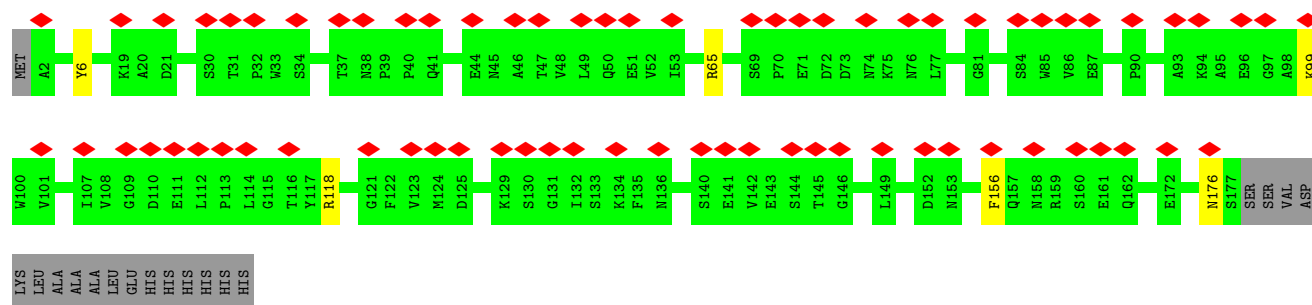 MET A2 Y6 K19 A20 D21 S30 T31 P32 W33 S34 T37 N38 P39 P40 Q41 E44 N45 A46 T47 V48 L49 Q50 E51 V52 I53 R65 S69 P70 E71 D72 D73 N74 K75 N76 L77 G81 S84 W85 V86 E87 P90 A93 K94 A95 E96 G97 A98 K99
W100 V101 I107 V108 G109 D110 E111 L112 P113 L114 G115 T116 Y117 R118 G121 F122 V123 M124 D125 K129 S130 G131 I132 S133 K134 F135 N136 S140 E141 V142 E143 S144 T145 G146 L149 D152 N153 F156 Q157 N158 R159 S160 E161 Q162 E172 N176 S177 SER SER VAL ASP
LYS LEU ALA ALA ALA LEU GLU HIS HIS HIS HIS HIS HIS